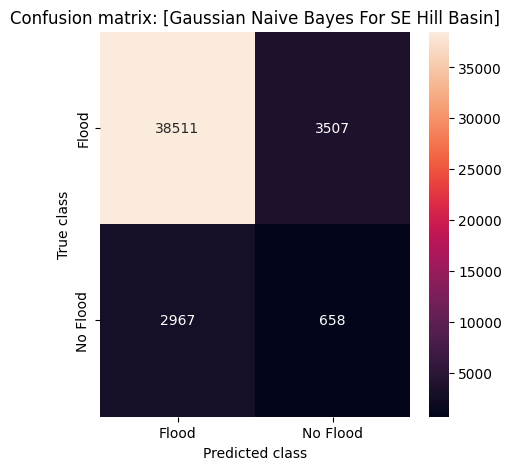 Confusion matrix: [Gaussian Naive Bayes For SE Hill Basin]
True class
Flood
No Flood
38511
3507
2967
658
Flood
No Flood
Predicted class
35000
30000
25000
20000
15000
10000
5000